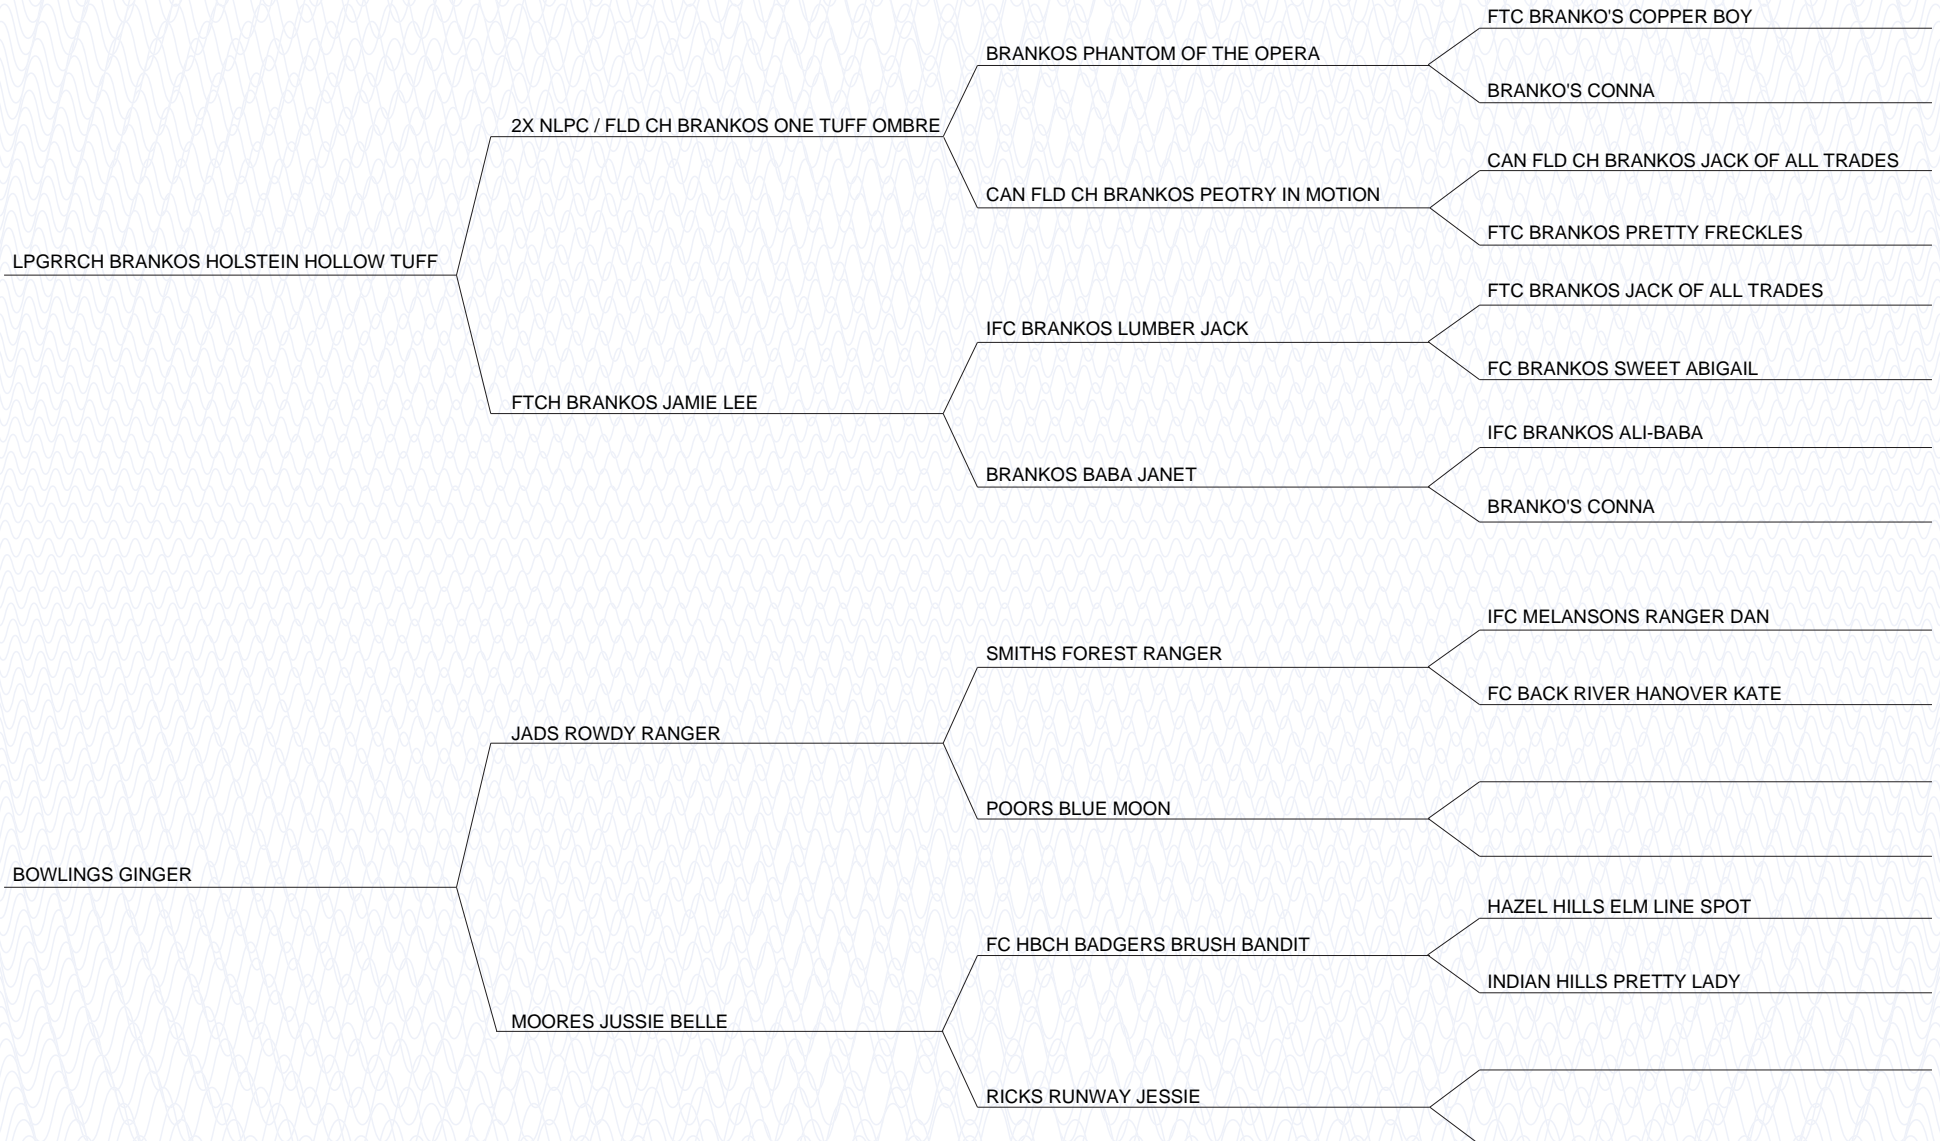 FTC BRANKO'S COPPER BOY
BRANKOS PHANTOM OF THE OPERA
BRANKO'S CONNA
2X NLPC / FLD CH BRANKOS ONE TUFF OMBRE
CAN FLD CH BRANKOS JACK OF ALL TRADES
CAN FLD CH BRANKOS PEOTRY IN MOTION
FTC BRANKOS PRETTY FRECKLES
LPGRRCH BRANKOS HOLSTEIN HOLLOW TUFF
FTC BRANKOS JACK OF ALL TRADES
IFC BRANKOS LUMBER JACK
FC BRANKOS SWEET ABIGAIL
FTCH BRANKOS JAMIE LEE
IFC BRANKOS ALI-BABA
BRANKOS BABA JANET
BRANKO'S CONNA
IFC MELANSONS RANGER DAN
SMITHS FOREST RANGER
FC BACK RIVER HANOVER KATE
JADS ROWDY RANGER
POORS BLUE MOON
BOWLINGS GINGER
HAZEL HILLS ELM LINE SPOT
FC HBCH BADGERS BRUSH BANDIT
INDIAN HILLS PRETTY LADY
MOORES JUSSIE BELLE
RICKS RUNWAY JESSIE